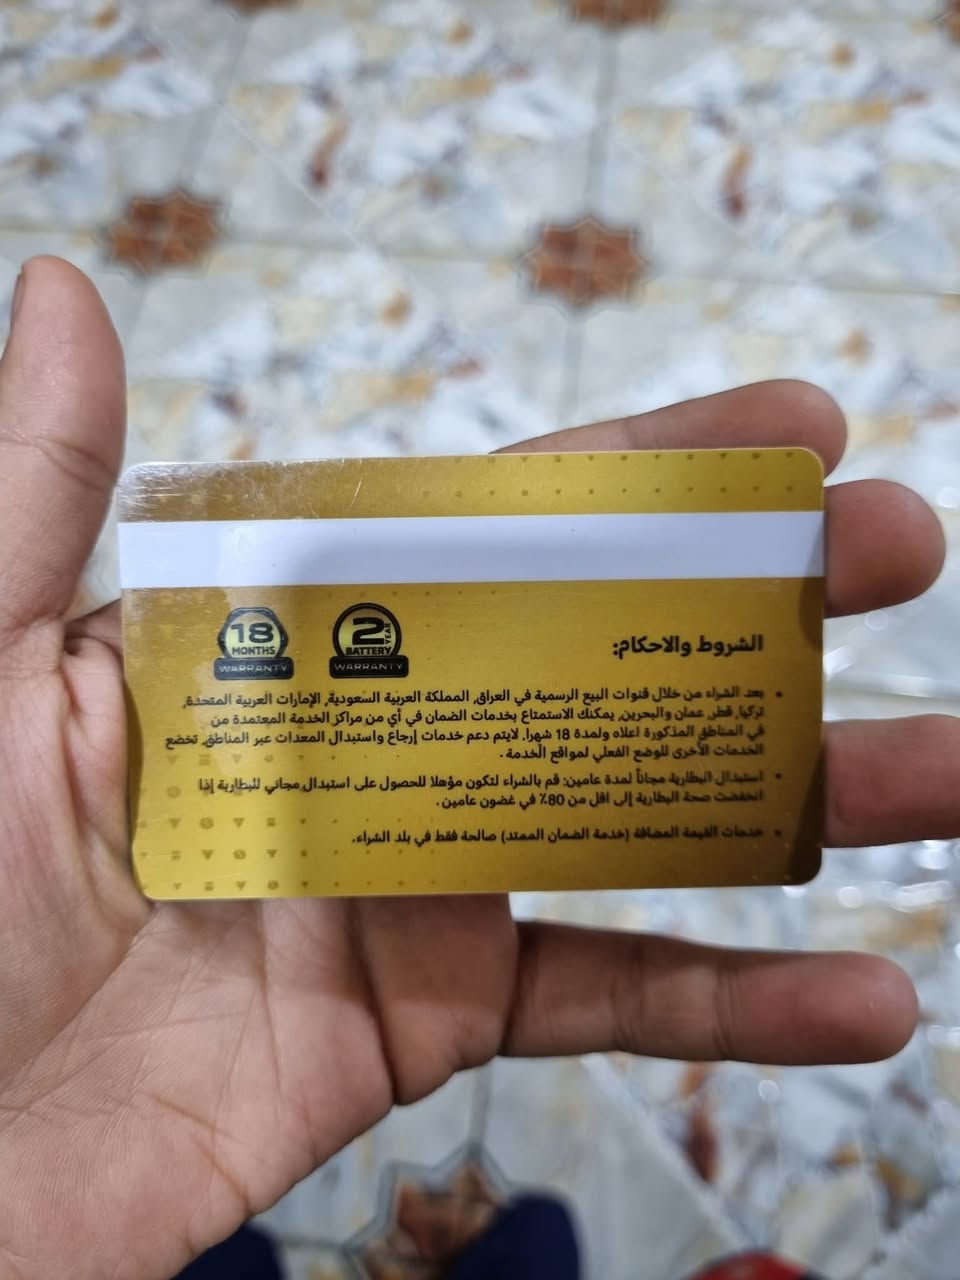 18
MONTHS
WARRANTY
2
YEAR
BATTERY
WARRANTY
الشروط والاحكام:
• بعد الشراء من خلال قنوات البيع الرسمية في العراق, المملكة العربية السعودية, الإمارات العربية المتحدة,
تركيا, قطر, عمان والبحرين, يمكنك الاستمتاع بخدمات الضمان في أي من مراكز الخدمة المعتمدة من
في المناطق المذكورة اعلاه ولمدة 18 شهرا. لايتم دعم خدمات إرجاع واستبدال المعدات عبر المناطق, تخضع
الخدمات الأخرى للوضع الفعلي لمواقع الخدمة.
• استبدال البطارية مجاناً لمدة عامين: قم بالشراء لتكون مؤهلا للحصول على استبدال مجاني للبطارية إذا
انخفضت صحة البطارية إلى اقل من 80٪ في غضون عامين.
• خدمات القيمة المضافة (خدمة الضمان الممتد) صالحة فقط في بلد الشراء.